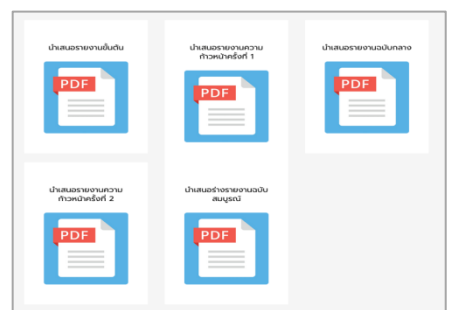 นำเสนอรายงานขั้นต้น
PDF
นำเสนอรายงานความ
ก้าวหน้าครั้งที่ 1
PDF
นำเสนอรายงานฉบับกลาง
PDF
นำเสนอรายงานความ
ก้าวหน้าครั้งที่ 2
PDF
นำเสนอร่างรายงานฉบับ
สมบูรณ์
PDF